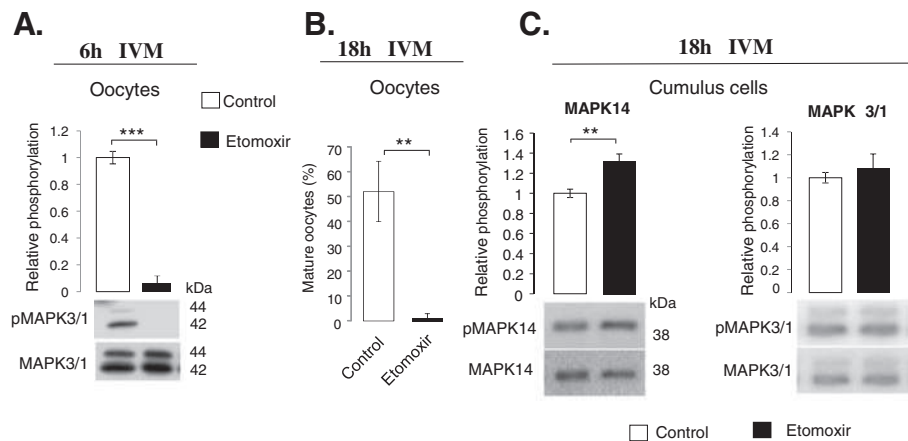 A.
6h IVM
Oocytes
Control
Etomoxir
Relative phosphorylation
1.2
1
0.8
0.6
0.4
0.2
0
***
kDa
pMAPK3/1
44
42
MAPK3/1
44
42
B.
18h IVM
Oocytes
Mature oocytes (%)
70
60
50
40
30
20
10
0
**
Control
Etomoxir
C.
18h IVM
Cumulus cells
MAPK14
Relative phosphorylation
1.6
1.4
1.2
1
0.8
0.6
0.4
0.2
0
**
kDa
pMAPK14
38
MAPK14
38
MAPK 3/1
Relative phosphorylation
1.4
1.2
1
0.8
0.6
0.4
0.2
0
pMAPK3/1
MAPK3/1
Control
Etomoxir